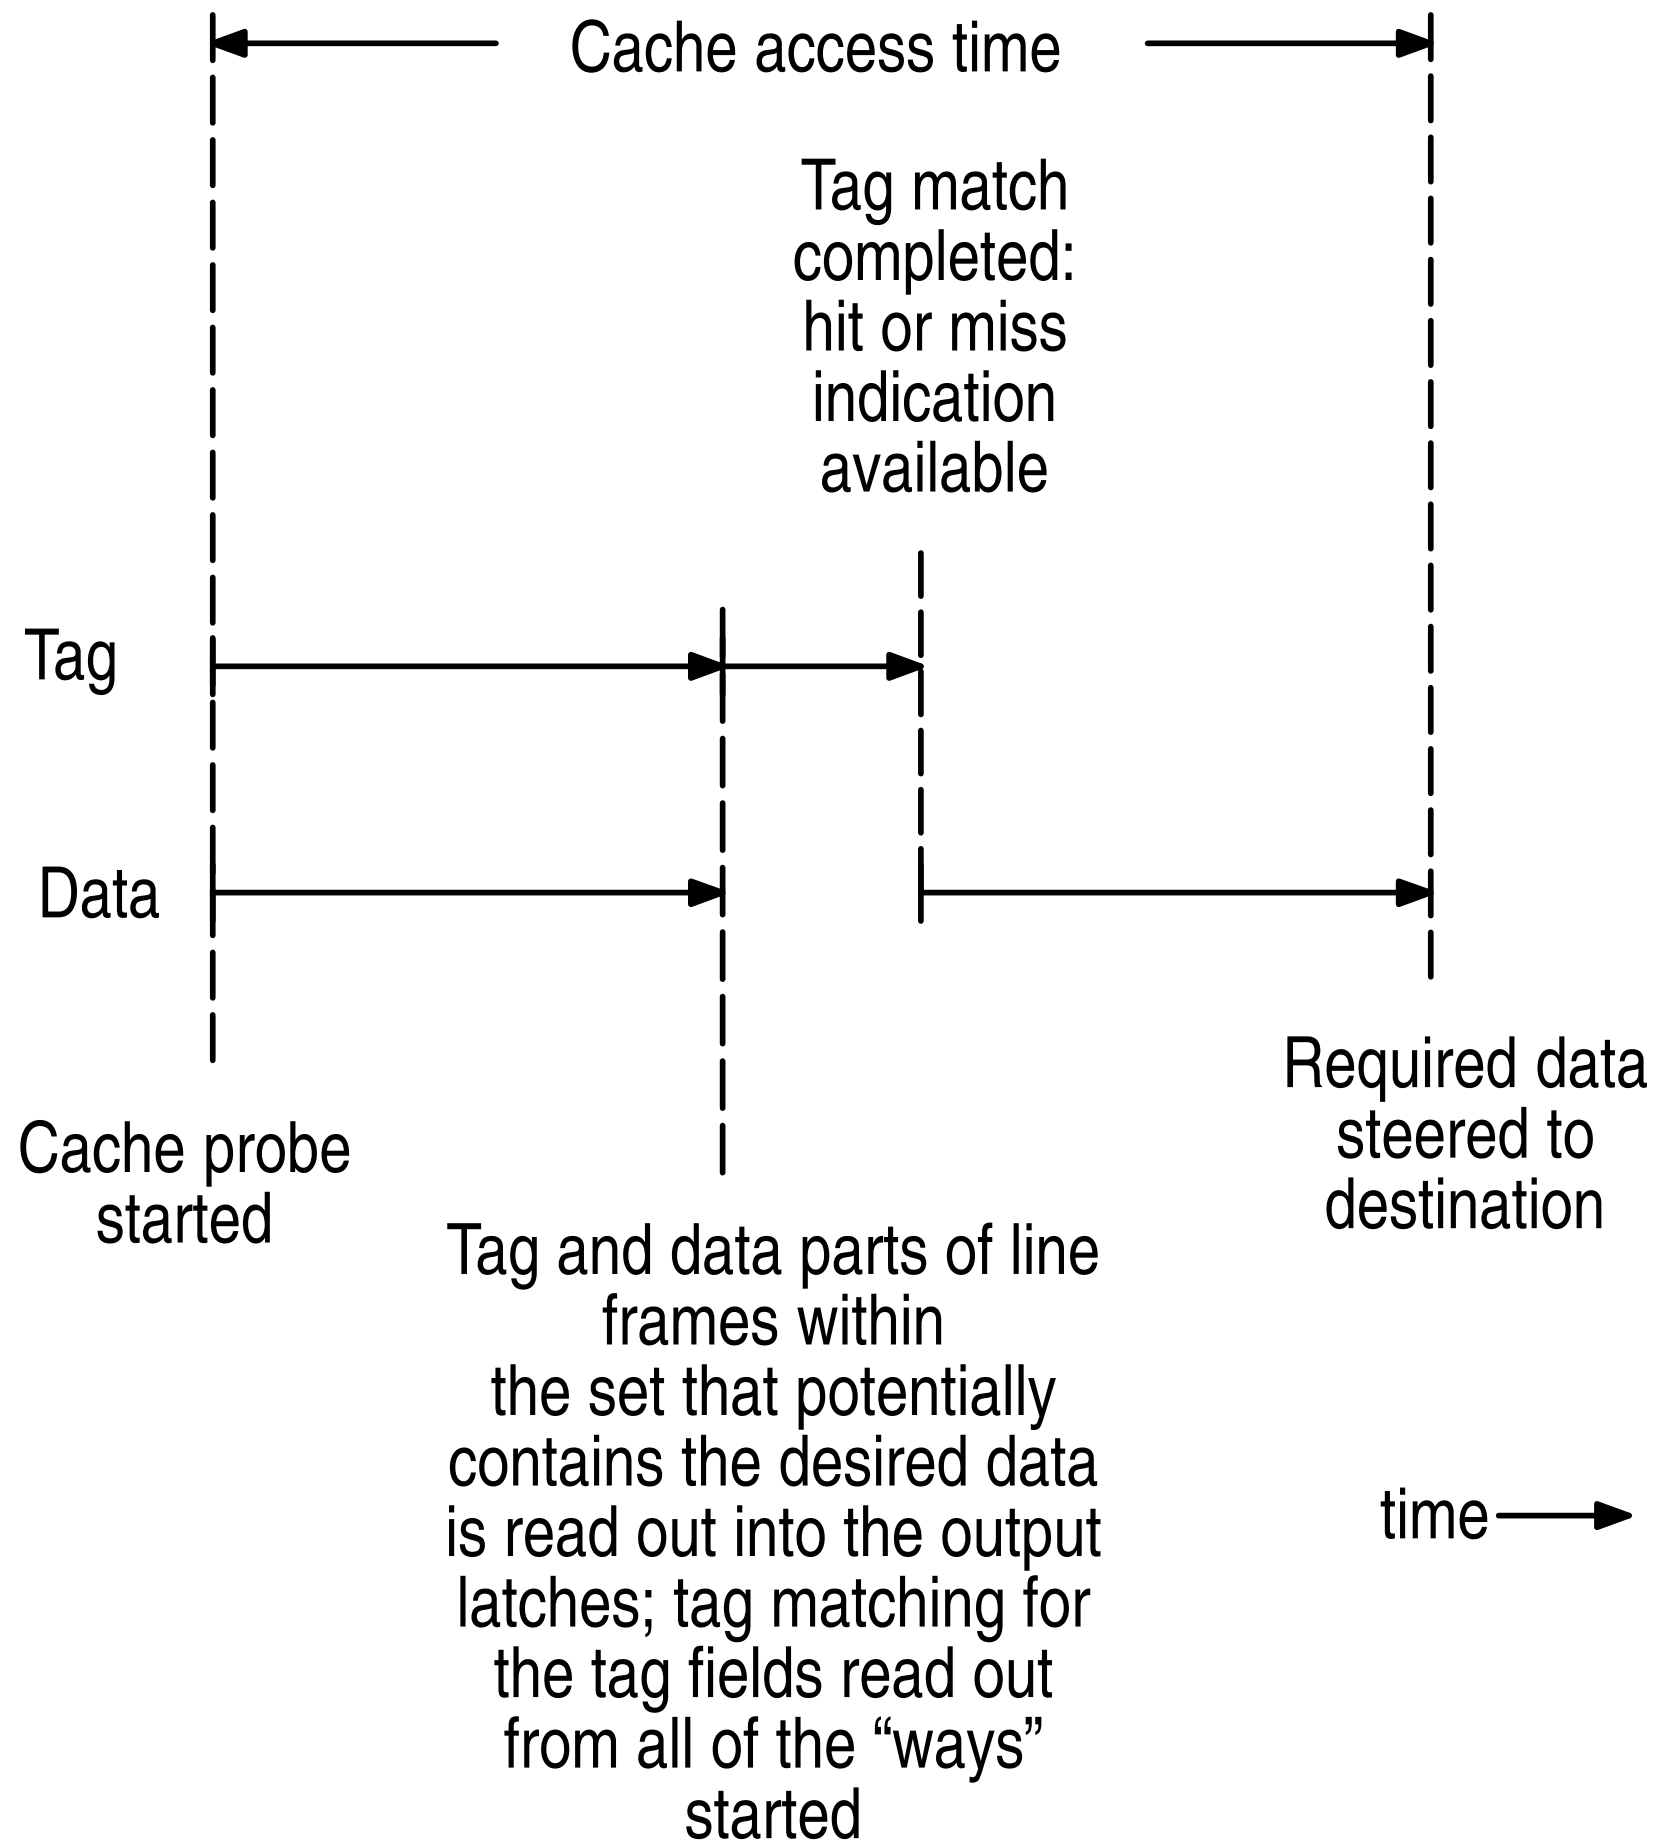 Cache access time
Tag match
completed:
hit or miss
indication
available
Tag
Data
Cache probe
started
Required data
steered to
destination
Tag and data parts of line
frames within
the set that potentially
contains the desired data
is read out into the output
latches; tag matching for
the tag fields read out
from all of the “ways”
started
time